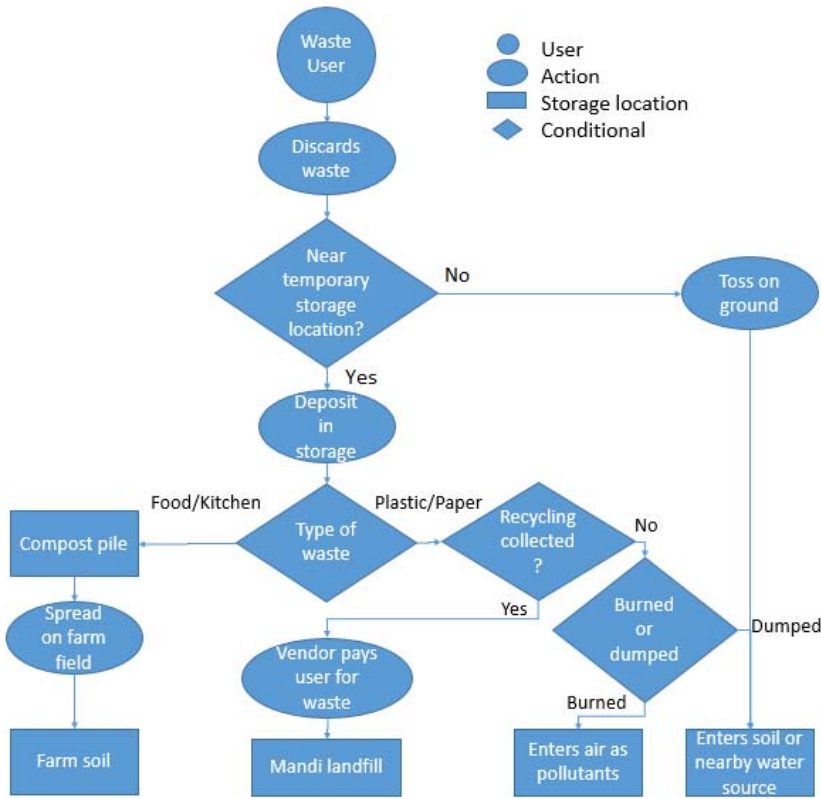 Waste
User
User
Action
Storage location
Conditional
Discards
waste
Near
temporary
storage
location?
No
Toss on
ground
Yes
Deposit
in
storage
Food/Kitchen
Plastic/Paper
Type of
waste
Recycling
collected
?
No
Compost pile
Yes
Spread
on farm
field
Burned
or
dumped
Dumped
Vendor pays
user for
waste
Burned
Farm soil
Mandi landfill
Enters air as
pollutants
Enters soil or
nearby water
source